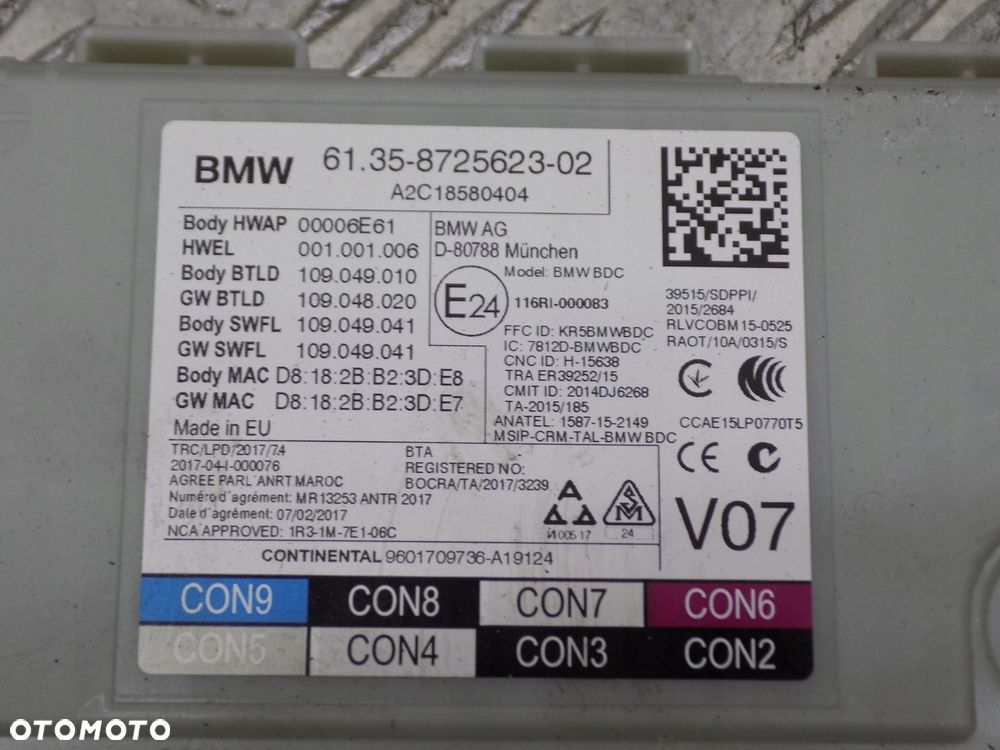 BMW 61.35-8725623-02
A2C18580404
Body HWAP 00006E61
HWEL 001.001.006
Body BTLD 109.049.010
GW BTLD 109.048.020
Body SWFL 109.049.041
GW SWFL 109.049.041
Body MAC D8:18:2B:B2:3D:E8
GW MAC D8:18:2B:B2:3D:E7
Made in EU
BMW AG
D-80788 München
Model: BMW BDC
E24
116RI-000083
FFC ID: KR5BMWBDC
IC: 7812D-BMWBDC
CNC ID: H-15638
TRA ER39252/15
CMIT ID: 2014DJ6268
TA-2015/185
ANATEL: 1587-15-2149
MSIP-CRM-TAL-BMW BDC
39515/SDPPI/
2015/2684
RLVCOBM15-0525
RAOT/10A/0315/S
CCAE15LP0770T5
CE
V07
TRC/LPD/2017/74
2017-04-I-000076
AGREE PAR L'ANRT MAROC
Numéro d'agrément: MR13253 ANTR 2017
Date d'agrément: 07/02/2017
NCA APPROVED: 1R3-1M-7E1-06C
BTA
REGISTERED NO:
BOCRA/TA/2017/3239
И005 17
24
CONTINENTAL 9601709736-A19124
CON9 CON8 CON7 CON6
CON5 CON4 CON3 CON2
OTOMOTO